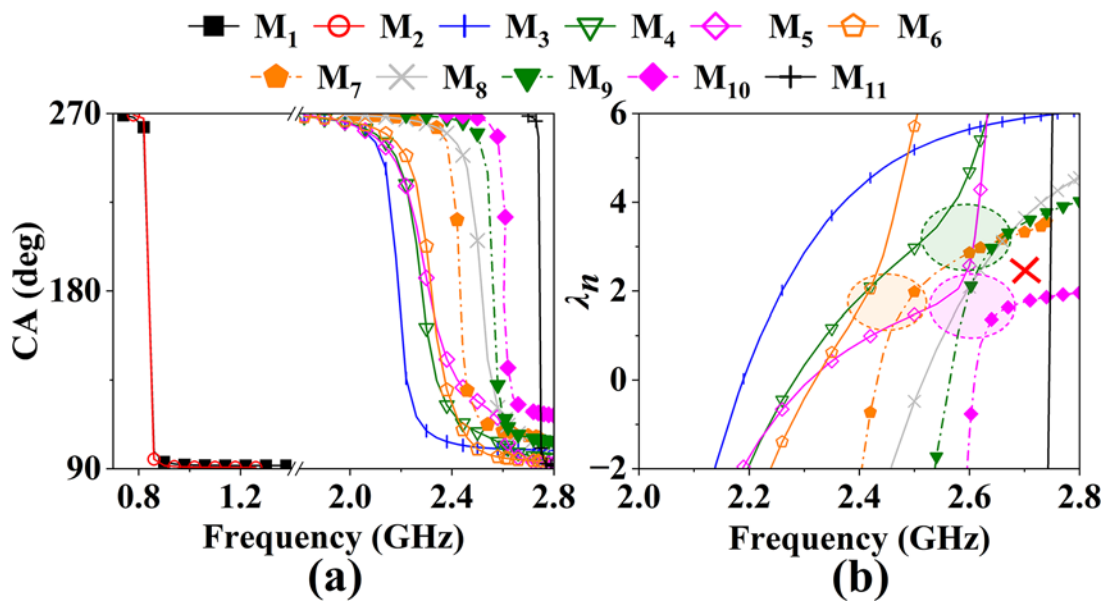 M₁ M₂ M₃ M₄ M₅ M₆
M₇ M₈ M₉ M₁₀ M₁₁
270
180
90
CA (deg)
0.8 1.2 2.0 2.4 2.8
Frequency (GHz)
(a)
6
4
2
0
−2
λₙ
2.0 2.2 2.4 2.6 2.8
Frequency (GHz)
(b)